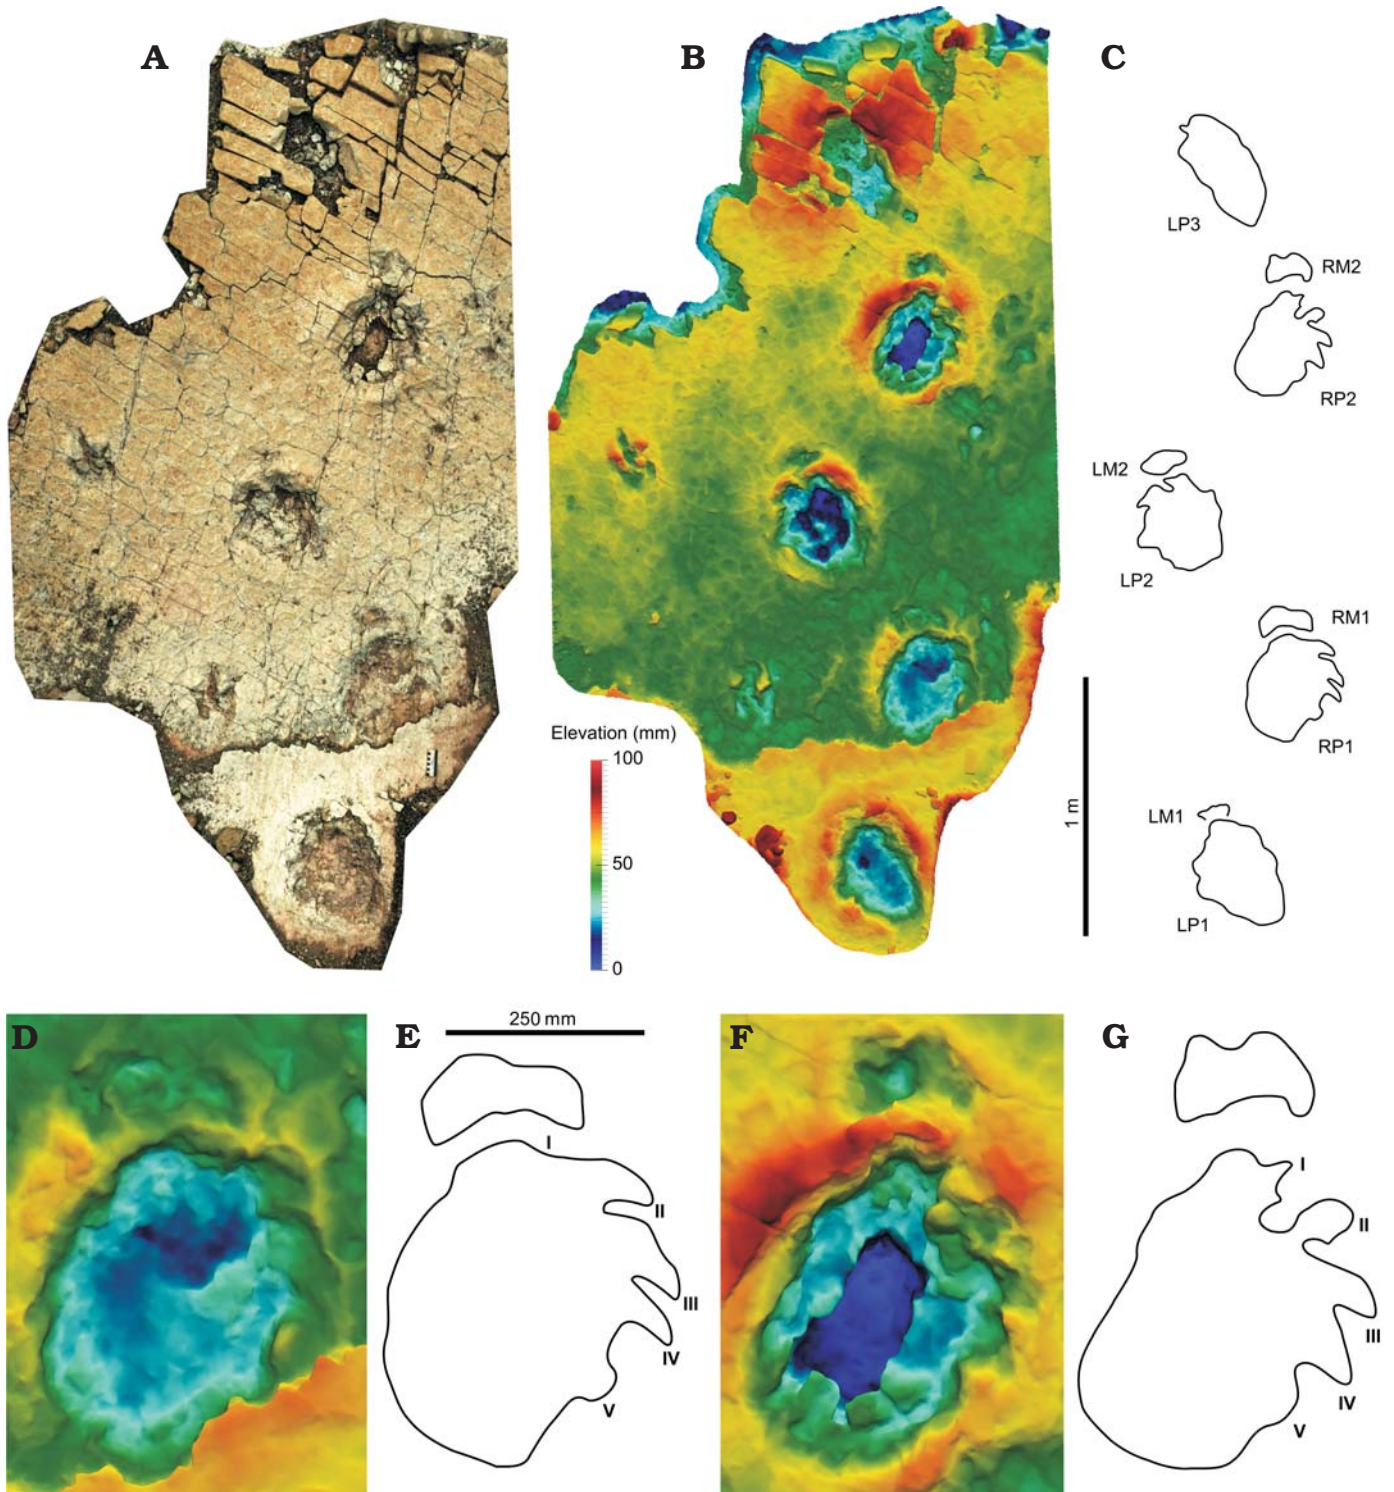 A
B
C
LP3
RM2
RP2
LM2
LP2
RM1
RP1
LM1
LP1
Elevation (mm)
100
50
0
1 m
D
E
250 mm
F
G
I
II
III
IV
V
I
II
III
IV
V